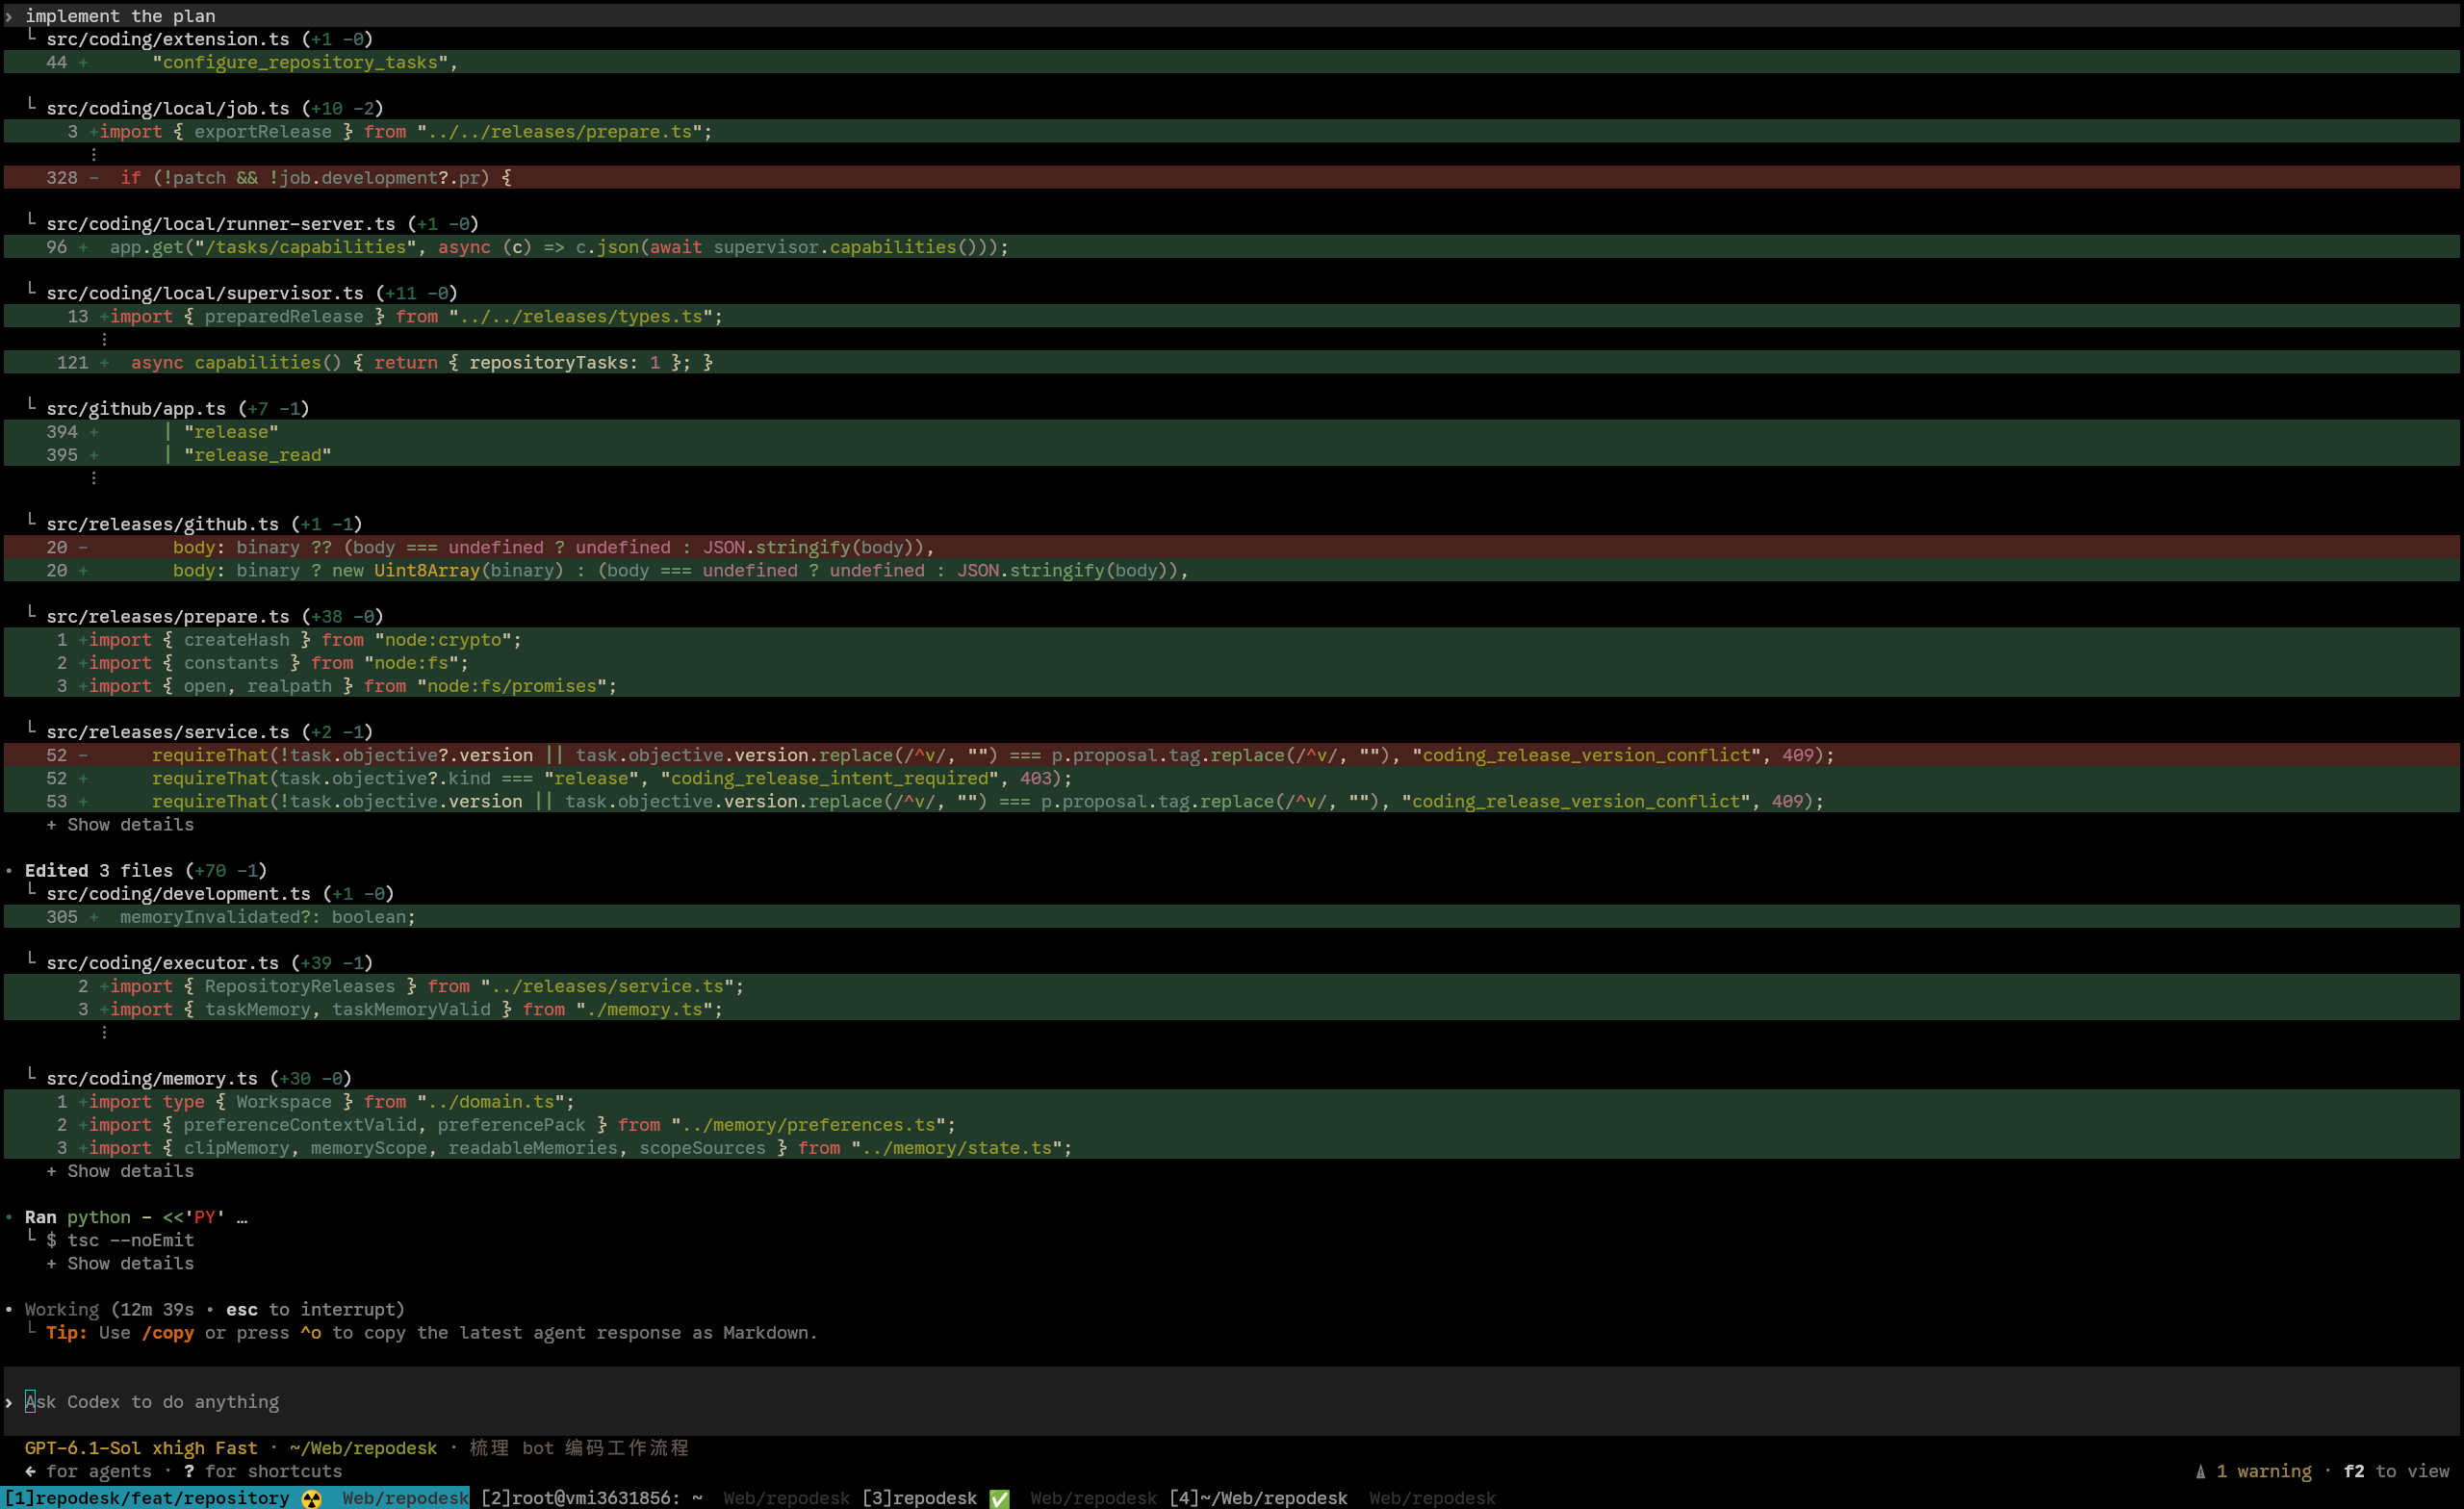 › implement the plan
└ src/coding/extension.ts (+1 -0)
44 +      "configure_repository_tasks",
└ src/coding/local/job.ts (+10 -2)
3 +import { exportRelease } from "../../releases/prepare.ts";
⋮
328 -  if (!patch && !job.development?.pr) {
└ src/coding/local/runner-server.ts (+1 -0)
96 +  app.get("/tasks/capabilities", async (c) => c.json(await supervisor.capabilities()));
└ src/coding/local/supervisor.ts (+11 -0)
13 +import { preparedRelease } from "../../releases/types.ts";
⋮
121 +  async capabilities() { return { repositoryTasks: 1 }; }
└ src/github/app.ts (+7 -1)
394 +      | "release"
395 +      | "release_read"
⋮
└ src/releases/github.ts (+1 -1)
20 -        body: binary ?? (body === undefined ? undefined : JSON.stringify(body)),
20 +        body: binary ? new Uint8Array(binary) : (body === undefined ? undefined : JSON.stringify(body)),
└ src/releases/prepare.ts (+38 -0)
1 +import { createHash } from "node:crypto";
2 +import { constants } from "node:fs";
3 +import { open, realpath } from "node:fs/promises";
└ src/releases/service.ts (+2 -1)
52 -      requireThat(!task.objective?.version || task.objective.version.replace(/^v/, "") === p.proposal.tag.replace(/^v/, ""), "coding_release_version_conflict", 409);
52 +      requireThat(task.objective?.kind === "release", "coding_release_intent_required", 403);
53 +      requireThat(!task.objective.version || task.objective.version.replace(/^v/, "") === p.proposal.tag.replace(/^v/, ""), "coding_release_version_conflict", 409);
+ Show details
• Edited 3 files (+70 -1)
└ src/coding/development.ts (+1 -0)
305 +  memoryInvalidated?: boolean;
└ src/coding/executor.ts (+39 -1)
2 +import { RepositoryReleases } from "../releases/service.ts";
3 +import { taskMemory, taskMemoryValid } from "./memory.ts";
⋮
└ src/coding/memory.ts (+30 -0)
1 +import type { Workspace } from "../domain.ts";
2 +import { preferenceContextValid, preferencePack } from "../memory/preferences.ts";
3 +import { clipMemory, memoryScope, readableMemories, scopeSources } from "../memory/state.ts";
+ Show details
• Ran python - <<'PY' …
└ $ tsc --noEmit
+ Show details
• Working (12m 39s • esc to interrupt)
└ Tip: Use /copy or press ^o to copy the latest agent response as Markdown.
› Ask Codex to do anything
GPT-6.1-Sol xhigh Fast · ~/Web/repodesk · 梳理 bot 编码工作流程
← for agents · ? for shortcuts
⚠ 1 warning · f2 to view
[1]repodesk/feat/repository ☢ Web/repodesk [2]root@vmi3631856: ~ Web/repodesk [3]repodesk ✅ Web/repodesk [4]~/Web/repodesk Web/repodesk